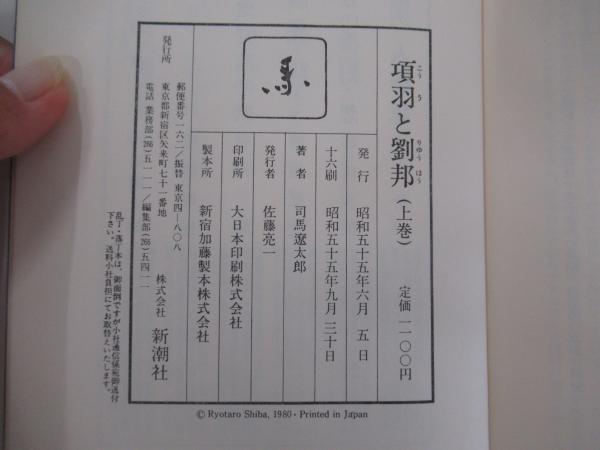 項羽と劉邦（上巻）
こう う
りゅう ほう
定価 一一〇〇円
発行 昭和五十五年六月 五 日
十六刷 昭和五十五年九月三十日
著者 司馬遼太郎
発行者 佐藤亮一
印刷所 大日本印刷株式会社
製本所 新宿加藤製本株式会社
発行所
郵便番号一六二／振替 東京四—八〇八
東京都新宿区矢来町七十一番地
電話 業務部(266)五一一一／編集部(266)五四一一
株式会社 新潮社
乱丁・落丁本は、御面倒ですが小社通信係宛御送付
下さい。送料小社負担にてお取替えいたします。
© Ryotaro Shiba, 1980・Printed in Japan